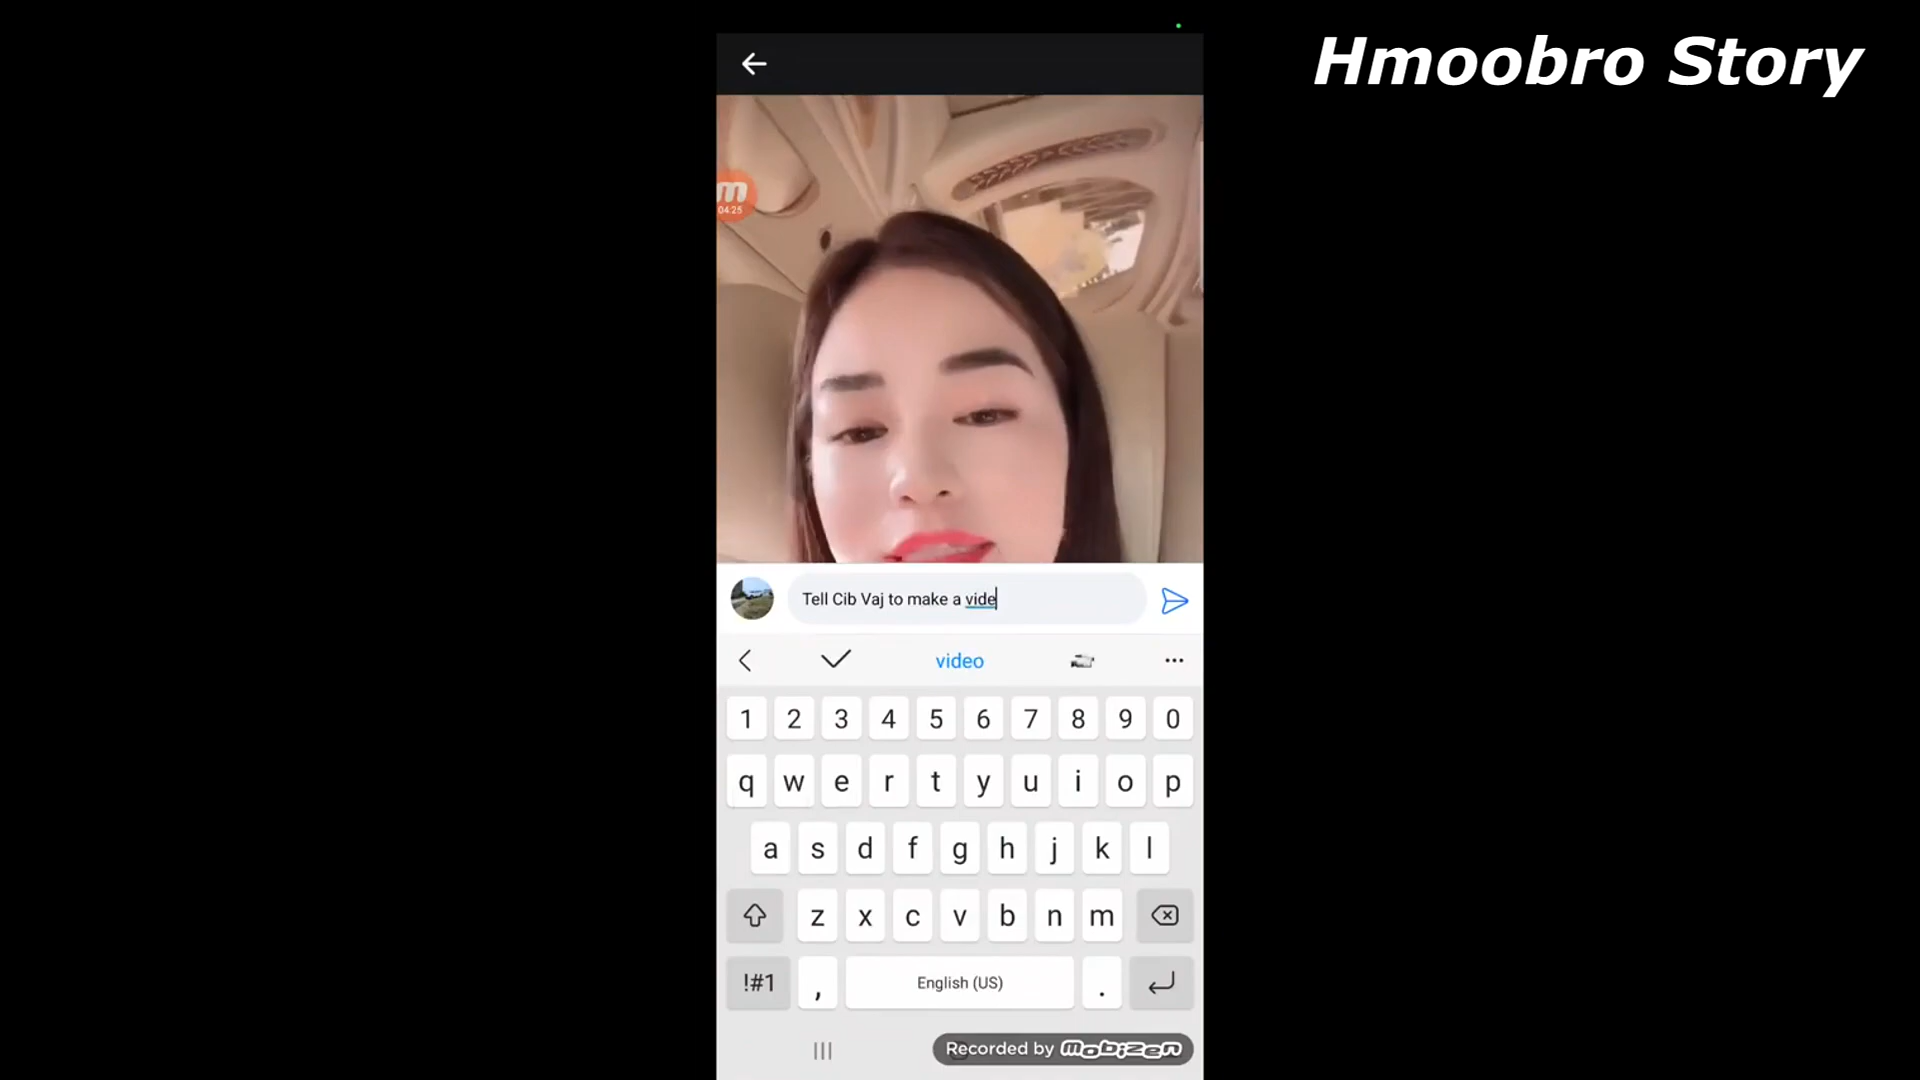 Hmoobro Story
m
04:25
Tell Cib Vaj to make a vide
video
1 2 3 4 5 6 7 8 9 0
q w e r t y u i o p
a s d f g h j k l
z x c v b n m
!#1 , English (US) .
Recorded by mobizen